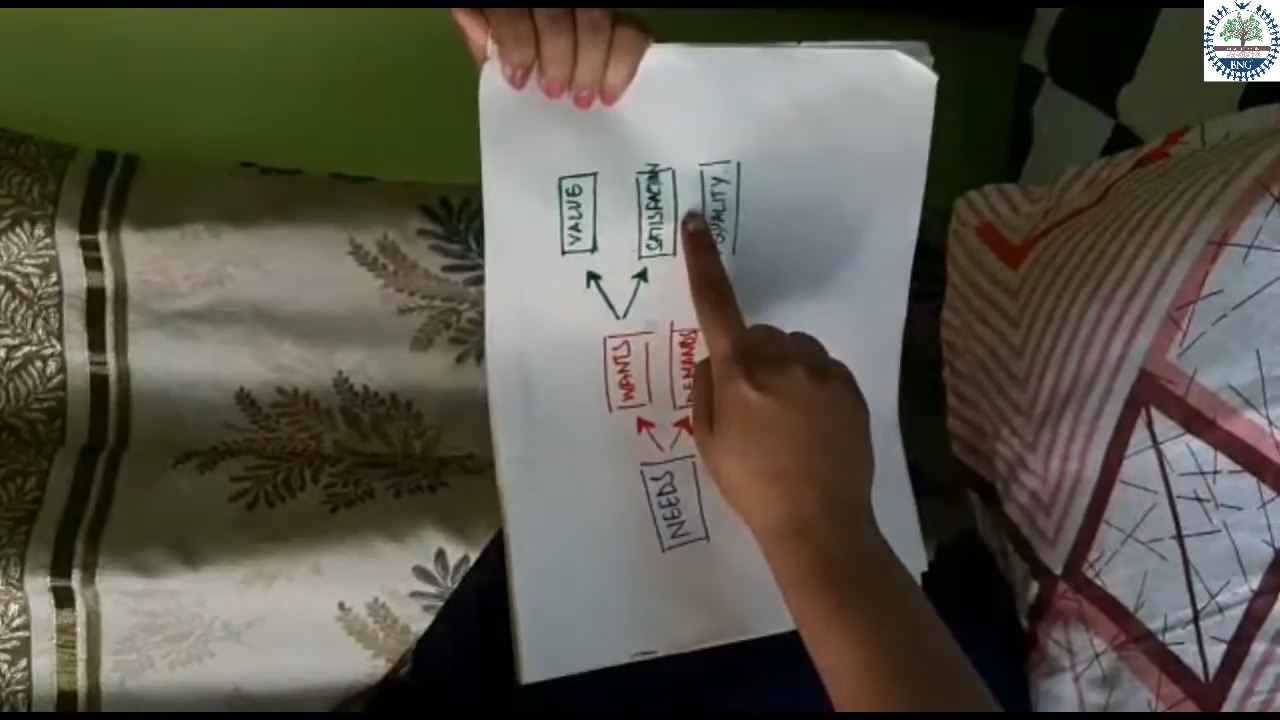 NEEDS
WANTS
DEMANDS
VALUE
SATISFACTION
QUALITY
BNG